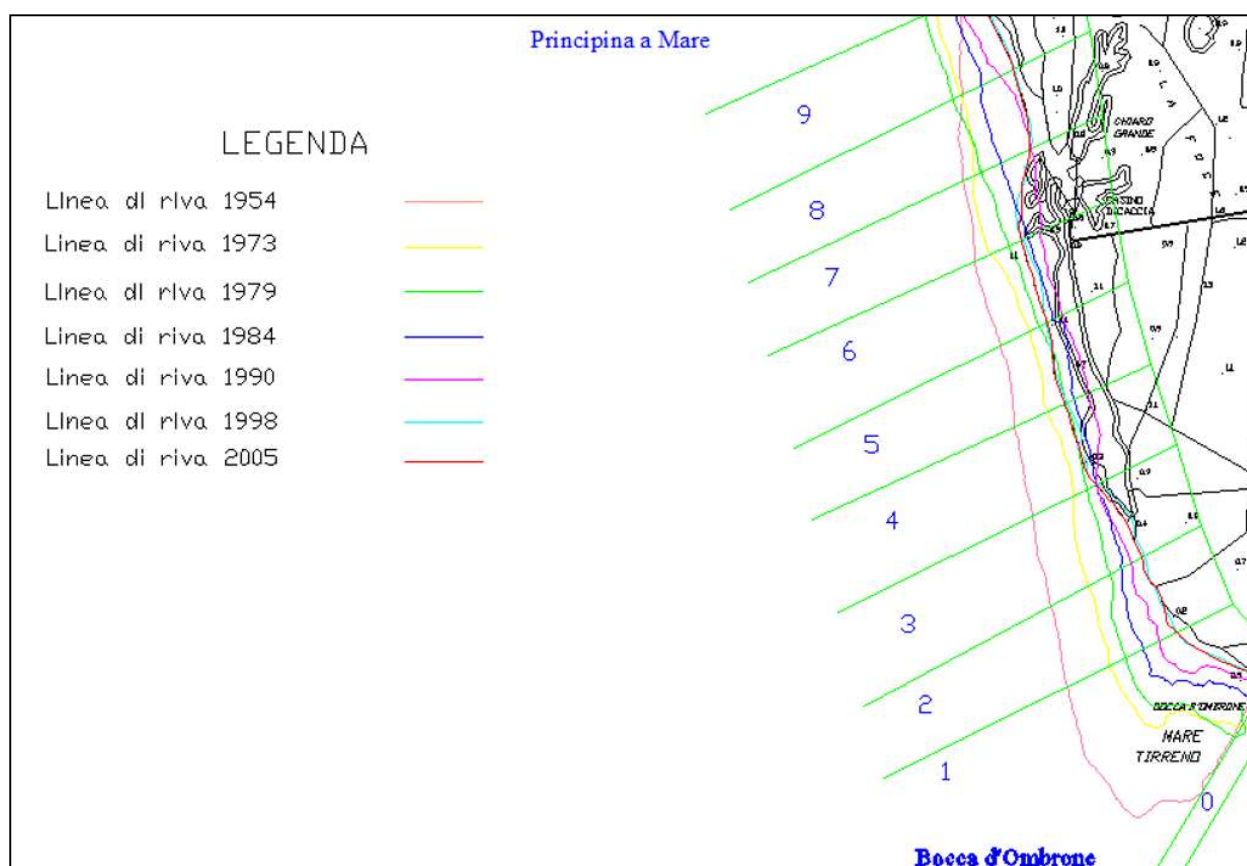 Principina a Mare
LEGENDA
Linea di riva 1954
Linea di riva 1973
Linea di riva 1979
Linea di riva 1984
Linea di riva 1990
Linea di riva 1998
Linea di riva 2005
9
8
7
6
5
4
3
2
1
0
CHIARO
GRANDE
CASINO
DI CACCIA
BOCCA D'OMBRONE
MARE
TIRRENO
Bocca d'Ombrone